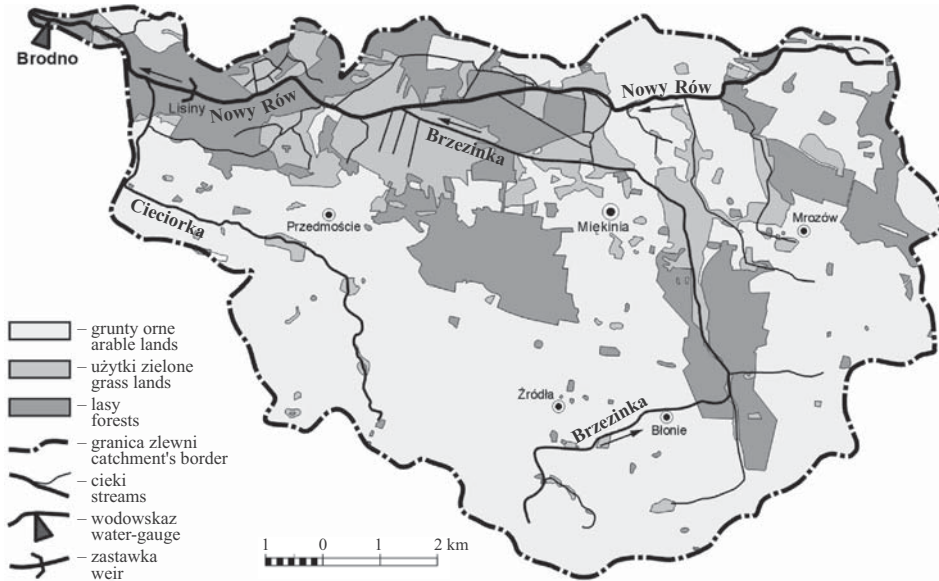 Brodno
Lisiny
Nowy Rów
Nowy Rów
Brzezinka
Cieciorka
Przedmoście
Miękinia
Mrozów
Źródła
Brzezinka
Błonie
– grunty orne
arable lands
– użytki zielone
grass lands
– lasy
forests
– granica zlewni
catchment's border
– cieki
streams
– wodowskaz
water-gauge
– zastawka
weir
1 0 1 2 km